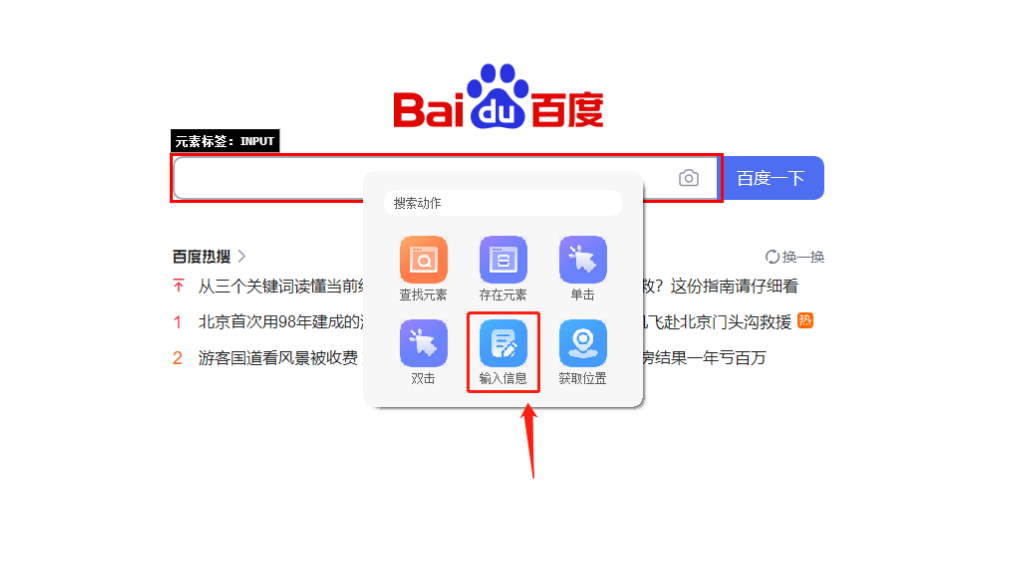 Bai du 百度
元素标签：INPUT
百度一下
搜索动作
查找元素 存在元素 单击
双击 输入信息 获取位置
百度热搜 换一换
从三个关键词读懂当前 救？这份指南请仔细看
1 北京首次用98年建成的 飞赴北京门头沟救援 热
2 游客国道看风景被收费 房结果一年亏百万